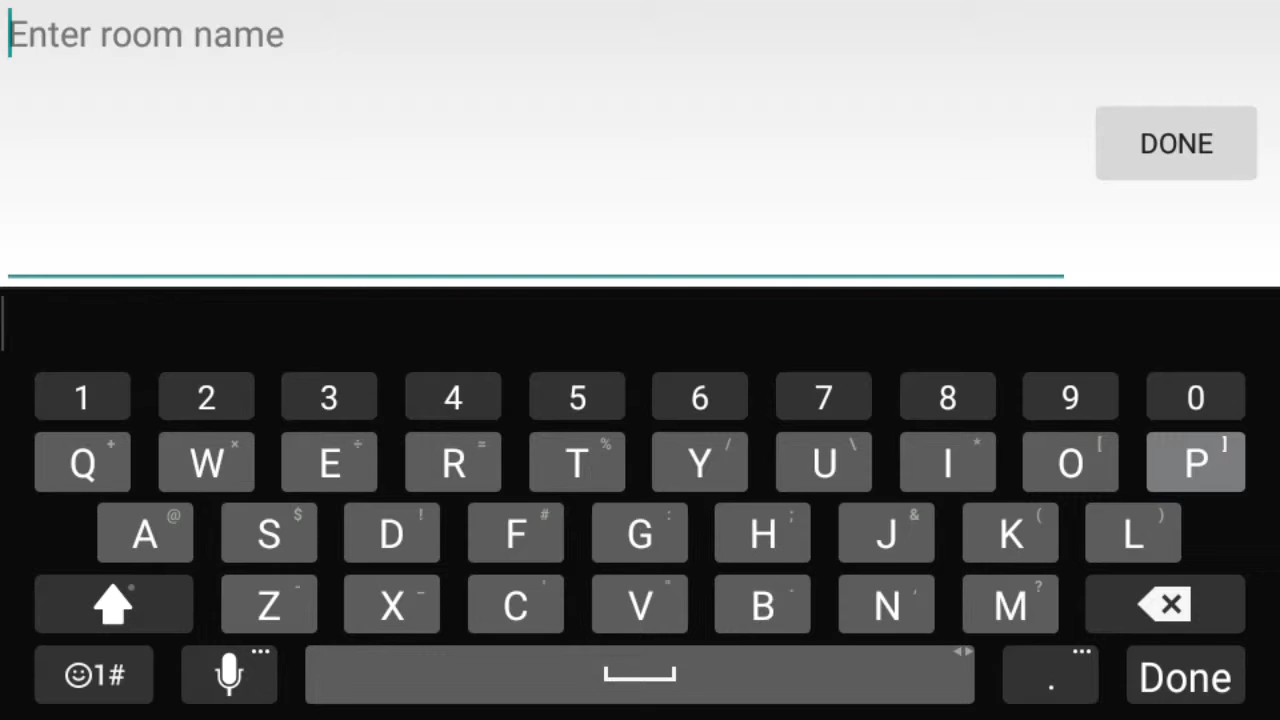 Enter room name
DONE
1 2 3 4 5 6 7 8 9 0
Q + W × E ÷ R = T % Y / U \ I * O [ P ]
A @ S $ D ! F # G : H ; J & K ( L )
Z - X _ C ' V " B N M ?
1# ... ... . Done